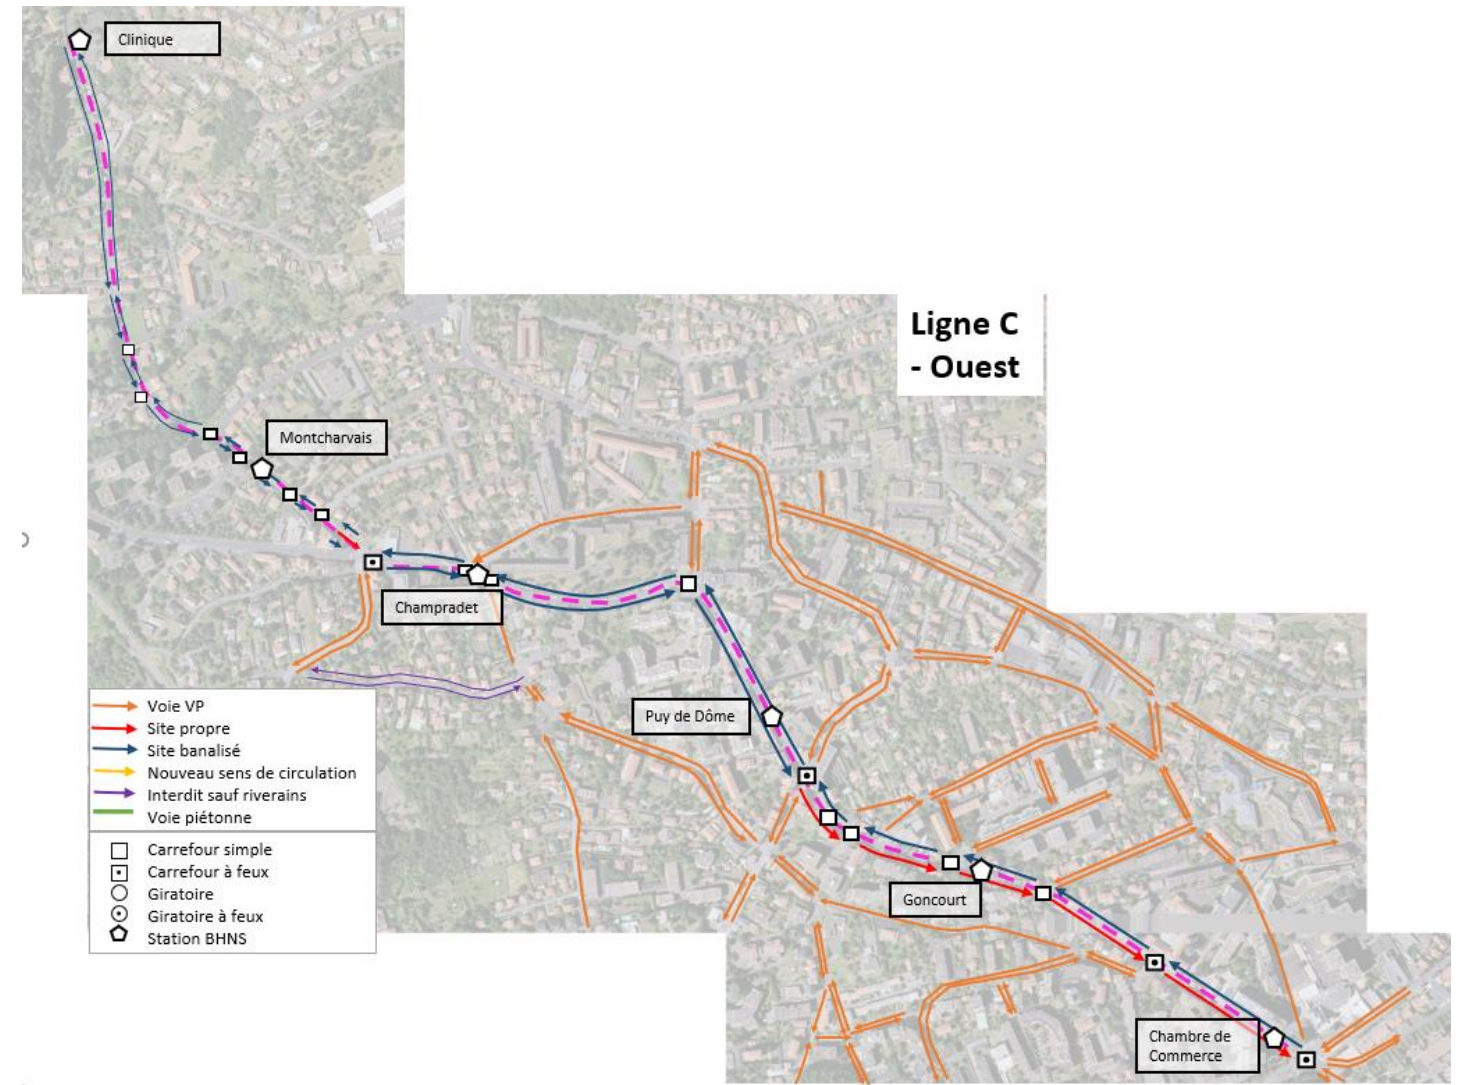 Clinique
Ligne C
- Ouest
Montcharvais
Champradet
Puy de Dôme
Voie VP
Site propre
Site banalisé
Nouveau sens de circulation
Interdit sauf riverains
Voie piétonne
Carrefour simple
Carrefour à feux
Giratoire
Giratoire à feux
Station BHNS
Goncourt
Chambre de
Commerce